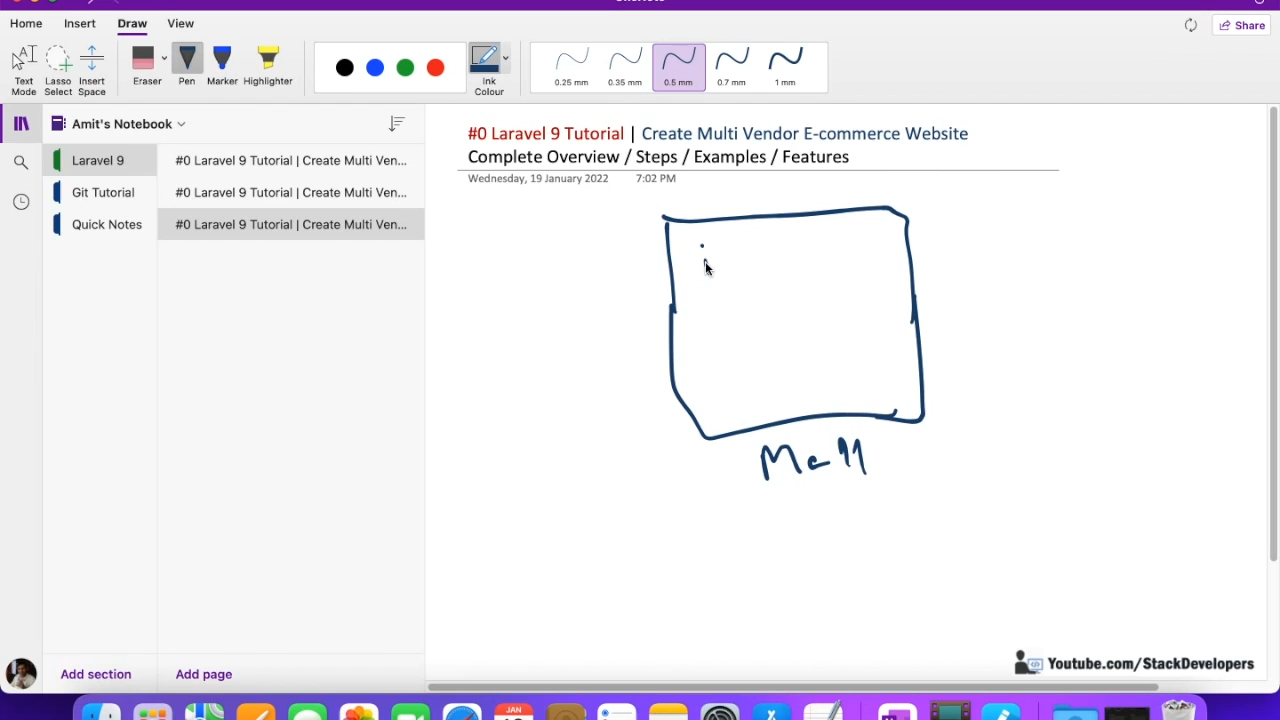 Home Insert Draw View
Share
Text Mode
Lasso Select
Insert Space
Eraser
Pen
Marker
Highlighter
Ink Colour
0.25 mm
0.35 mm
0.5 mm
0.7 mm
1 mm
Amit's Notebook
Laravel 9
Git Tutorial
Quick Notes
#0 Laravel 9 Tutorial | Create Multi Ven...
#0 Laravel 9 Tutorial | Create Multi Ven...
#0 Laravel 9 Tutorial | Create Multi Ven...
Add section
Add page
#0 Laravel 9 Tutorial | Create Multi Vendor E-commerce Website
Complete Overview / Steps / Examples / Features
Wednesday, 19 January 2022 7:02 PM
Mall
Youtube.com/StackDevelopers
JAN